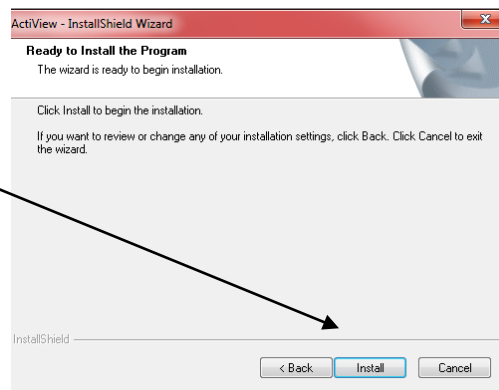 ActiView - InstallShield Wizard
Ready to Install the Program
The wizard is ready to begin installation.
Click Install to begin the installation.
If you want to review or change any of your installation settings, click Back. Click Cancel to exit
the wizard.
InstallShield
< Back Install Cancel